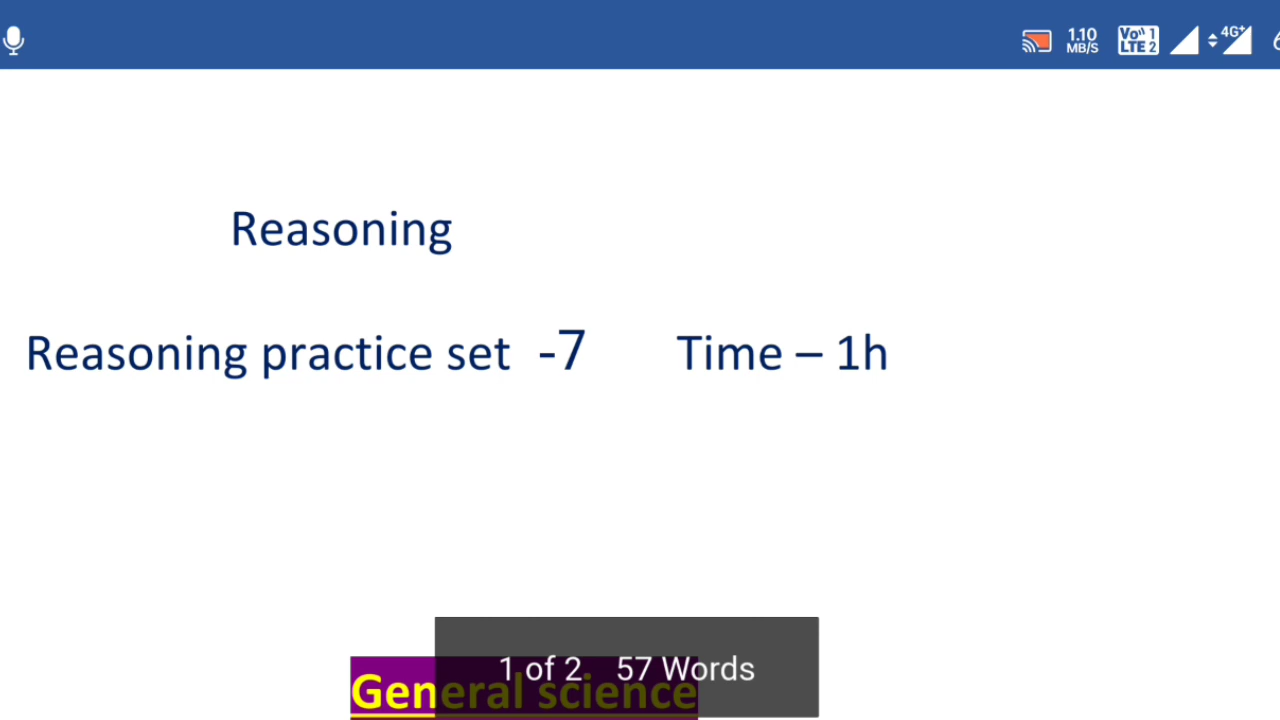 1.10
MB/S
Vo)) 1
LTE 2
4G+
Reasoning
Reasoning practice set -7 Time – 1h
1 of 2 57 Words
General science